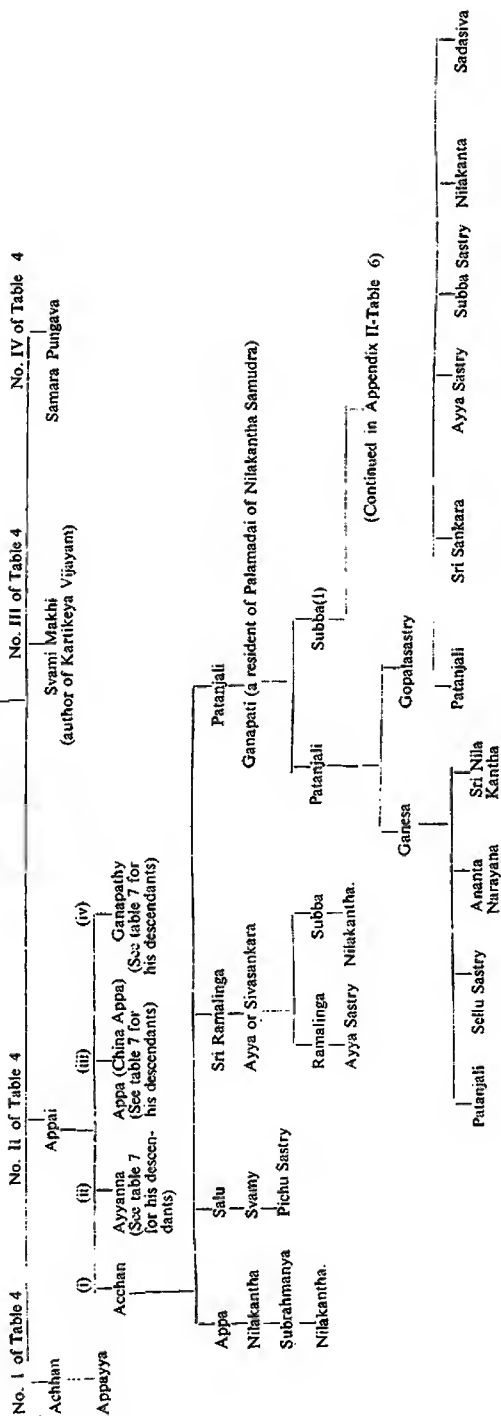 No. I of Table 4 No. II of Table 4 No. III of Table 4 No. IV of Table 4
Achhan Appai Svami Makhi Samara Pungava
(author of Kartikeya Vijayam)
Appayya
(i) (ii) (iii) (iv)
Acchan Ayyanna Appa (China Appa) Ganapathy
(See table 7 (See table 7 for (See table 7 for
for his descen- his descendants) his descendants)
dants)
Appa Salu Sri Ramalinga Patanjali
Nilakantha Svamy Ayya or Sivasankara Ganapati (a resident of Palamadai of Nilakantha Samudra)
Subrahmanya Pichu Sastry
Nilakantha.
Ramalinga Subba Patanjali Subba(1)
Ayya Sastry Nilakantha.
(Continued in Appendix II-Table 6)
Ganesa Gopalasastry
Patanjali Sellu Sastry Ananta Sri Nila
Narayana Kantha
Patanjali Sri Sankara Ayya Sastry Subba Sastry Nilakanta Sadasiva